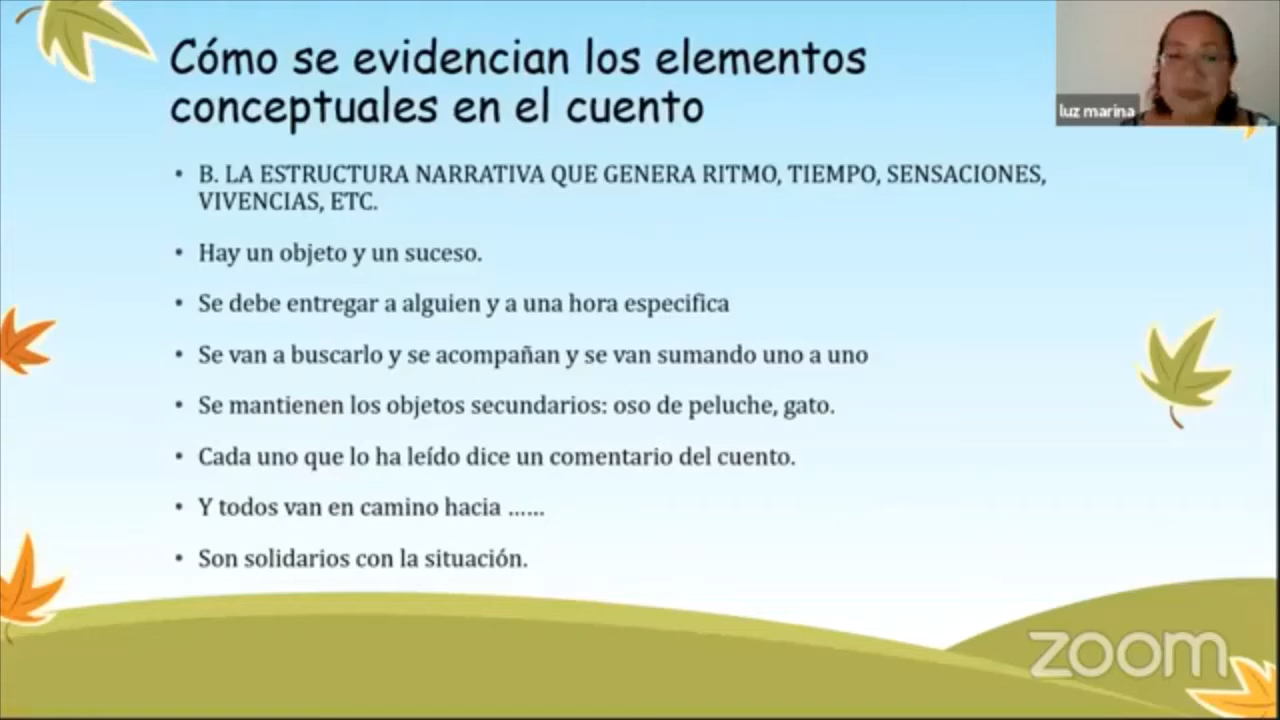 Cómo se evidencian los elementos
conceptuales en el cuento
luz marina
• B. LA ESTRUCTURA NARRATIVA QUE GENERA RITMO, TIEMPO, SENSACIONES,
VIVENCIAS, ETC.
• Hay un objeto y un suceso.
• Se debe entregar a alguien y a una hora especifica
• Se van a buscarlo y se acompañan y se van sumando uno a uno
• Se mantienen los objetos secundarios: oso de peluche, gato.
• Cada uno que lo ha leído dice un comentario del cuento.
• Y todos van en camino hacia ......
• Son solidarios con la situación.
zoom